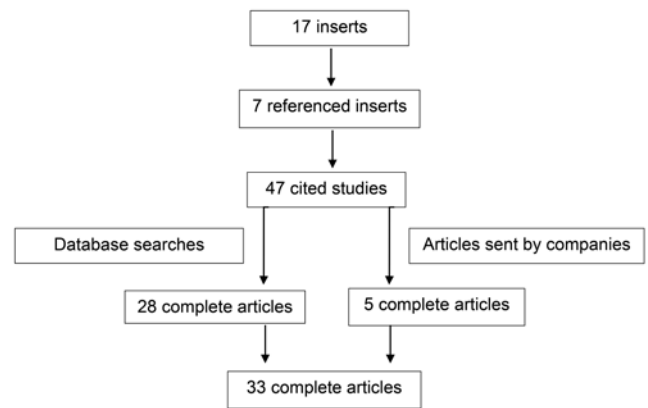 17 inserts
7 referenced inserts
47 cited studies
Database searches
Articles sent by companies
28 complete articles
5 complete articles
33 complete articles